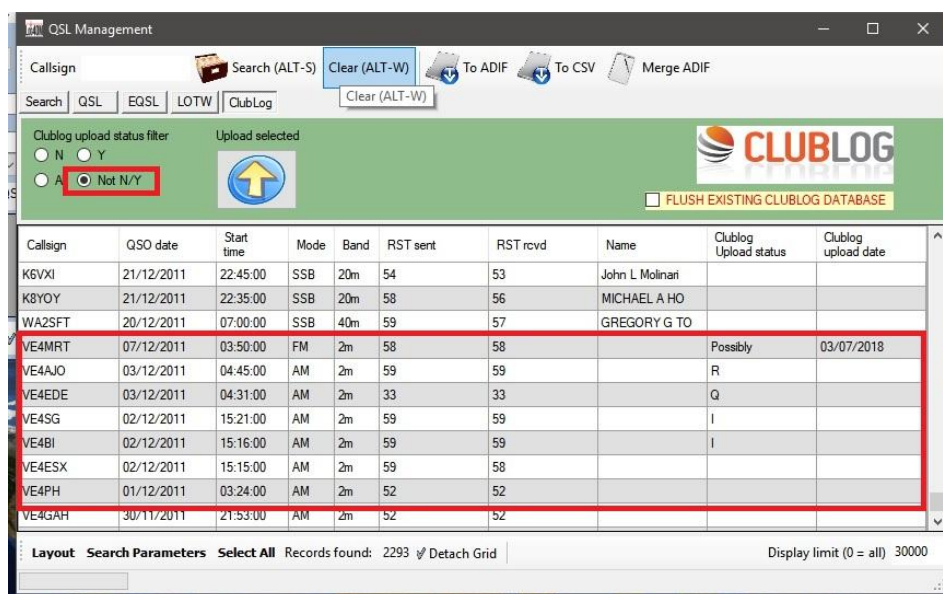 QSL Management
Callsign Search (ALT-S) Clear (ALT-W) To ADIF To CSV Merge ADIF
Search QSL EQSL LOTW ClubLog Clear (ALT-W)
Clublog upload status filter Upload selected
N Y
A Not N/Y
CLUBLOG
FLUSH EXISTING CLUBLOG DATABASE
Callsign QSO date Start time Mode Band RST sent RST rcvd Name Clublog Upload status Clublog upload date
K6VXI 21/12/2011 22:45:00 SSB 20m 54 53 John L Molinari
K8YOY 21/12/2011 22:35:00 SSB 20m 58 56 MICHAEL A HO
WA2SFT 20/12/2011 07:00:00 SSB 40m 59 57 GREGORY G TO
VE4MRT 07/12/2011 03:50:00 FM 2m 58 58 Possibly 03/07/2018
VE4AJO 03/12/2011 04:45:00 AM 2m 59 59 R
VE4EDE 03/12/2011 04:31:00 AM 2m 33 33 Q
VE4SG 02/12/2011 15:21:00 AM 2m 59 59 I
VE4BI 02/12/2011 15:16:00 AM 2m 59 59 I
VE4ESX 02/12/2011 15:15:00 AM 2m 59 58
VE4PH 01/12/2011 03:24:00 AM 2m 52 52
VE4GAH 30/11/2011 21:53:00 AM 2m 52 52
Layout Search Parameters Select All Records found: 2293 Detach Grid Display limit (0 = all) 30000